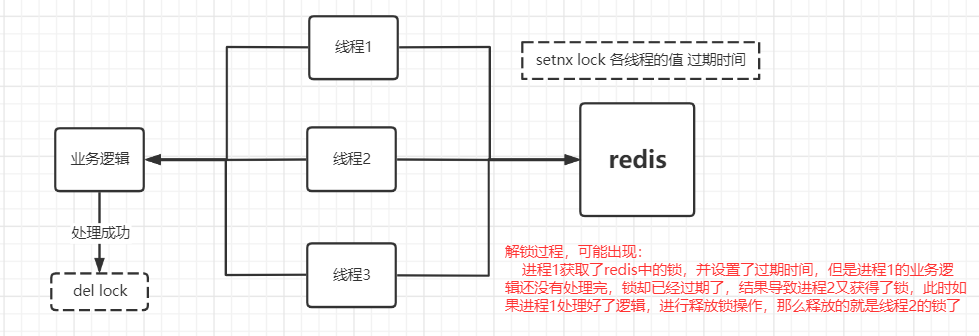 线程1
setnx lock 各线程的值 过期时间
业务逻辑
线程2
redis
处理成功
线程3
del lock
解锁过程，可能出现：
进程1获取了redis中的锁，并设置了过期时间，但是进程1的业务逻
辑还没有处理完，锁却已经过期了，结果导致进程2又获得了锁，此时如
果进程1处理好了逻辑，进行释放锁操作，那么释放的就是线程2的锁了